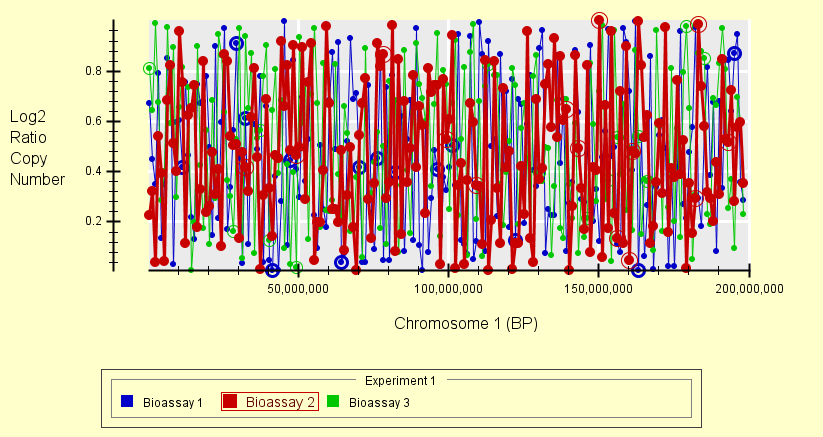 Log2
Ratio
Copy
Number
0.8
0.6
0.4
0.2
50,000,000
100,000,000
150,000,000
200,000,000
Chromosome 1 (BP)
Experiment 1
Bioassay 1
Bioassay 2
Bioassay 3